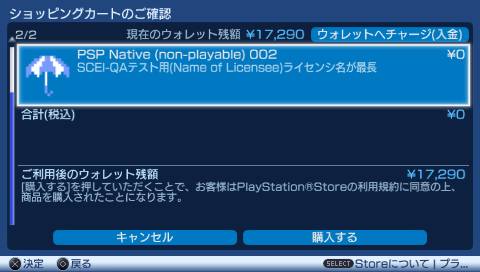 ショッピングカートのご確認
2/2 現在のウォレット残額 ¥17,290 ウォレットへチャージ(入金)
PSP Native (non-playable) 002 ¥0
SCEI-QAテスト用(Name of Licensee)ライセンシ名が最長
合計(税込) ¥0
ご利用後のウォレット残額 ¥17,290
[購入する]を押していただくことで、お客様はPlayStation®Storeの利用規約に同意の上、
商品を購入されたことになります。
キャンセル 購入する
決定 戻る SELECT Storeについて | プラ...